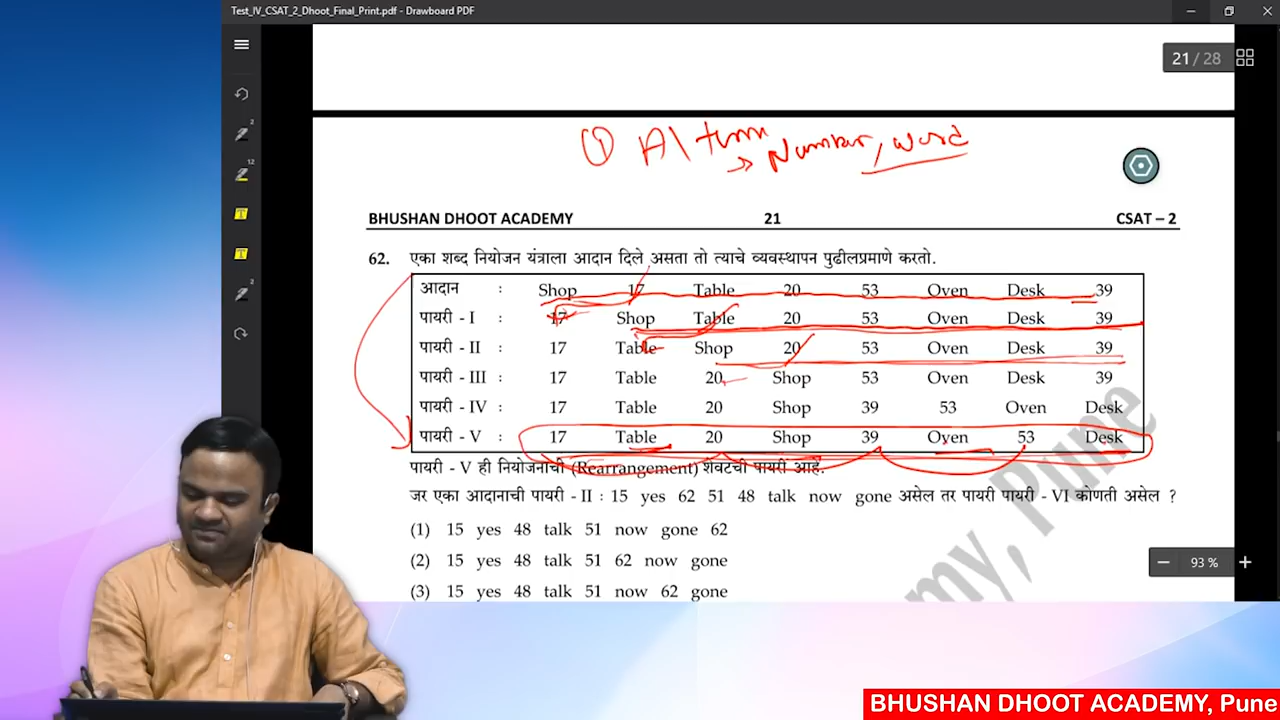 Test_IV_CSAT_2_Dhoot_Final_Print.pdf - Drawboard PDF
21 / 28
① Altern
→ Number, word
BHUSHAN DHOOT ACADEMY 21 CSAT – 2
62. एका शब्द नियोजन यंत्राला आदान दिले असता तो त्याचे व्यवस्थापन पुढीलप्रमाणे करतो.
आदान : Shop 17 Table 20 53 Oven Desk 39
पायरी - I : 17 Shop Table 20 53 Oven Desk 39
पायरी - II : 17 Table Shop 20 53 Oven Desk 39
पायरी - III : 17 Table 20 Shop 53 Oven Desk 39
पायरी - IV : 17 Table 20 Shop 39 53 Oven Desk
पायरी - V : 17 Table 20 Shop 39 Oven 53 Desk
पायरी - V ही नियोजनाची (Rearrangement) शेवटची पायरी आहे.
जर एका आदानाची पायरी - II : 15 yes 62 51 48 talk now gone असेल तर पायरी पायरी - VI कोणती असेल ?
(1) 15 yes 48 talk 51 now gone 62
(2) 15 yes 48 talk 51 62 now gone
(3) 15 yes 48 talk 51 now 62 gone
my, Pune
93 %
BHUSHAN DHOOT ACADEMY, Pune